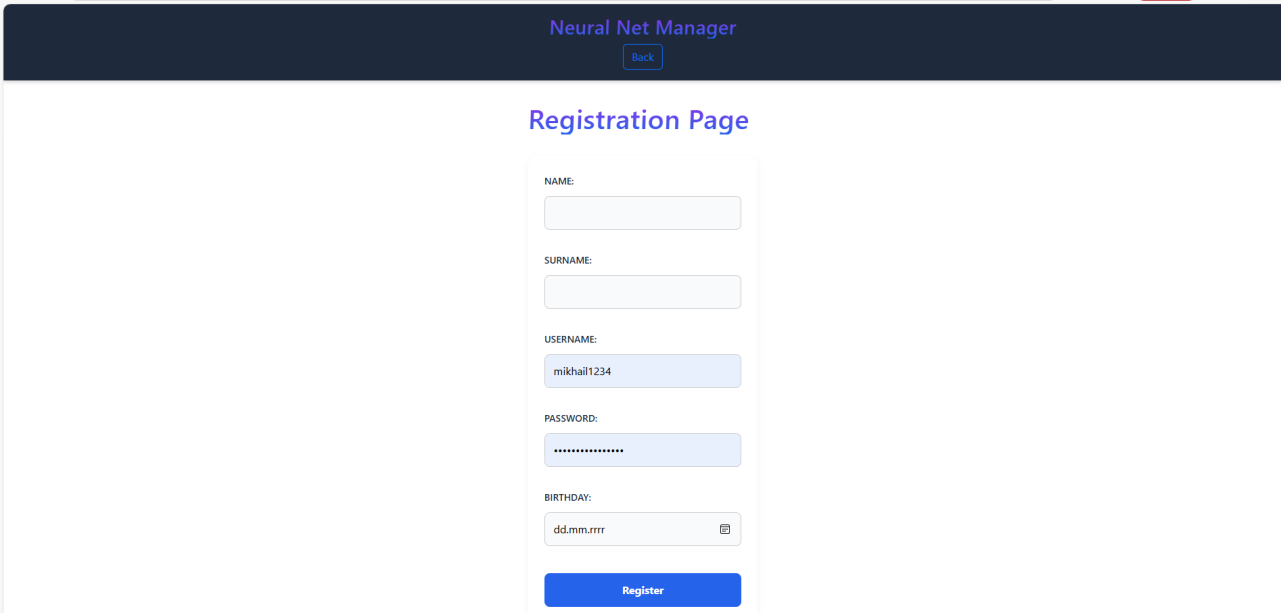 Neural Net Manager
Back
Registration Page
NAME:
SURNAME:
USERNAME:
mikhail1234
PASSWORD:
••••••••••••••••
BIRTHDAY:
dd.mm.rrrr
Register